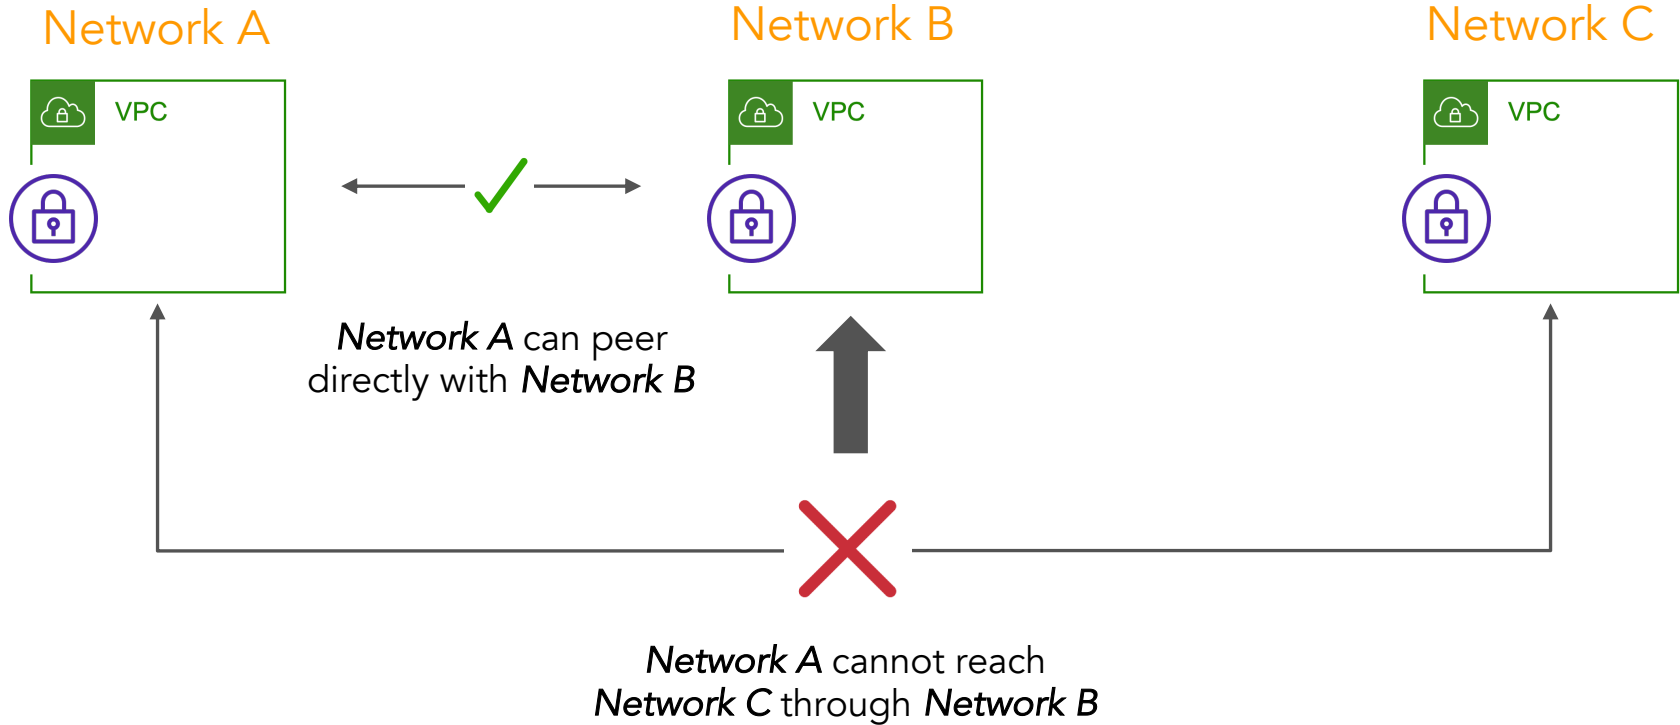 Network A
Network B
Network C
VPC
VPC
VPC
Network A can peer
directly with Network B
Network A cannot reach
Network C through Network B